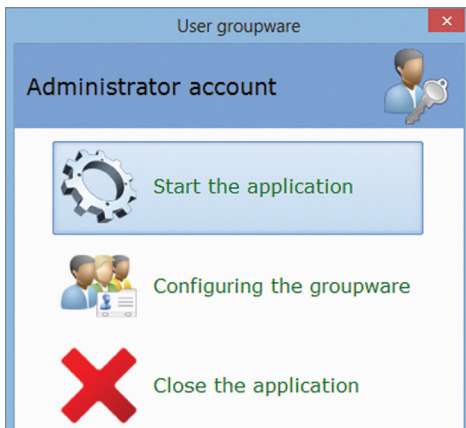 User groupware
Administrator account
Start the application
Configuring the groupware
Close the application